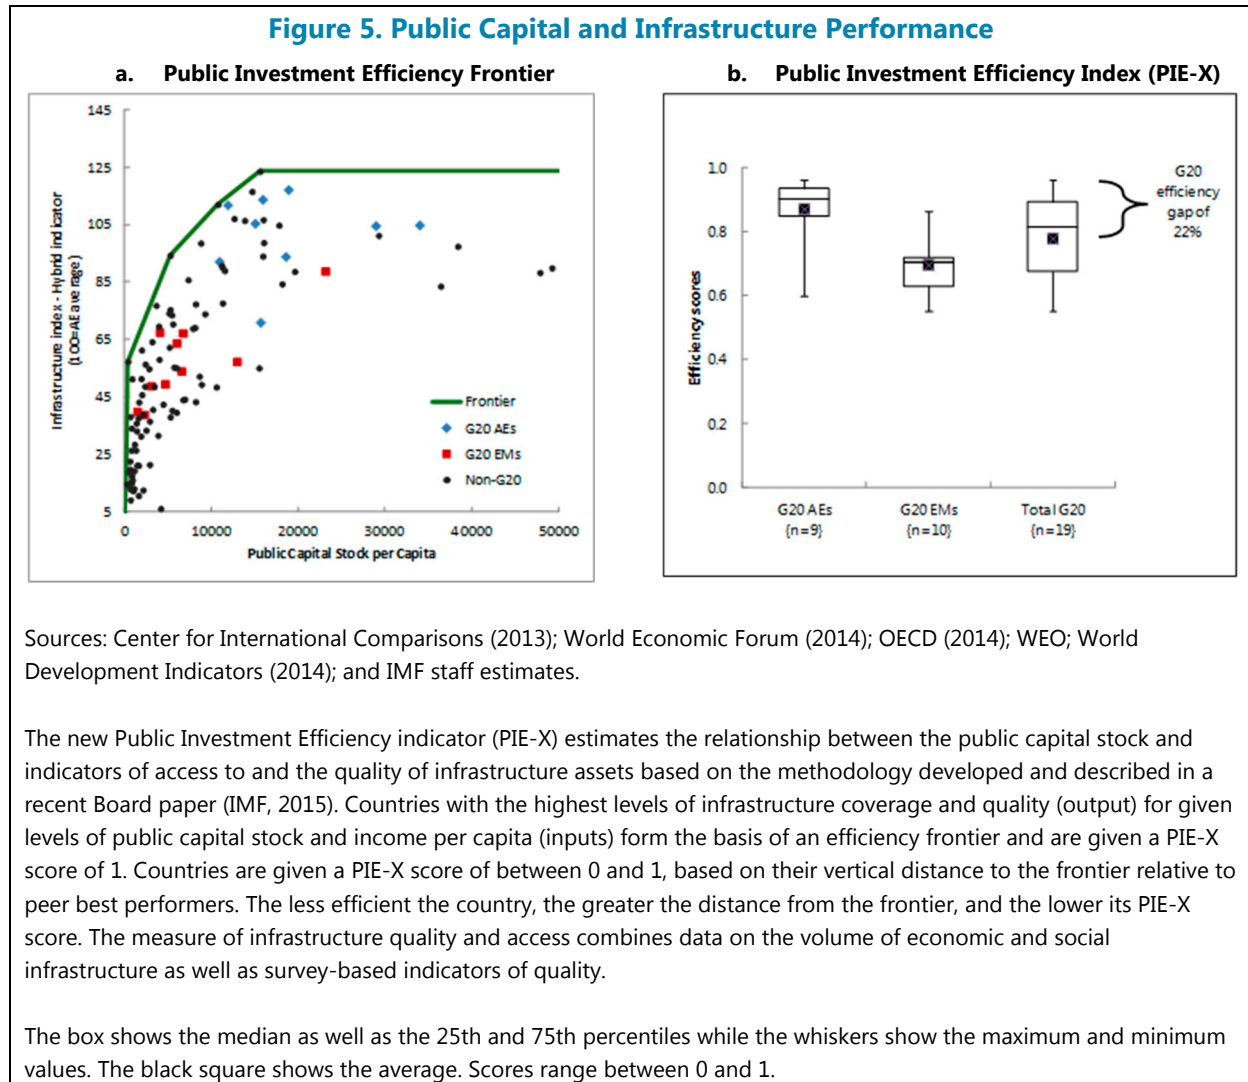 Figure 5. Public Capital and Infrastructure Performance
a. Public Investment Efficiency Frontier
b. Public Investment Efficiency Index (PIE-X)
145
125
105
85
65
45
25
5
Infrastructure index - Hybrid indicator
(100=AE average)
Frontier
G20 AEs
G20 EMs
Non-G20
0 10000 20000 30000 40000 50000
Public Capital Stock per Capita
1.0
0.8
0.6
0.4
0.2
0.0
Efficiency scores
G20
efficiency
gap of
22%
G20 AEs G20 EMs Total G20
{n=9} {n=10} {n=19}
Sources: Center for International Comparisons (2013); World Economic Forum (2014); OECD (2014); WEO; World
Development Indicators (2014); and IMF staff estimates.
The new Public Investment Efficiency indicator (PIE-X) estimates the relationship between the public capital stock and
indicators of access to and the quality of infrastructure assets based on the methodology developed and described in a
recent Board paper (IMF, 2015). Countries with the highest levels of infrastructure coverage and quality (output) for given
levels of public capital stock and income per capita (inputs) form the basis of an efficiency frontier and are given a PIE-X
score of 1. Countries are given a PIE-X score of between 0 and 1, based on their vertical distance to the frontier relative to
peer best performers. The less efficient the country, the greater the distance from the frontier, and the lower its PIE-X
score. The measure of infrastructure quality and access combines data on the volume of economic and social
infrastructure as well as survey-based indicators of quality.
The box shows the median as well as the 25th and 75th percentiles while the whiskers show the maximum and minimum
values. The black square shows the average. Scores range between 0 and 1.